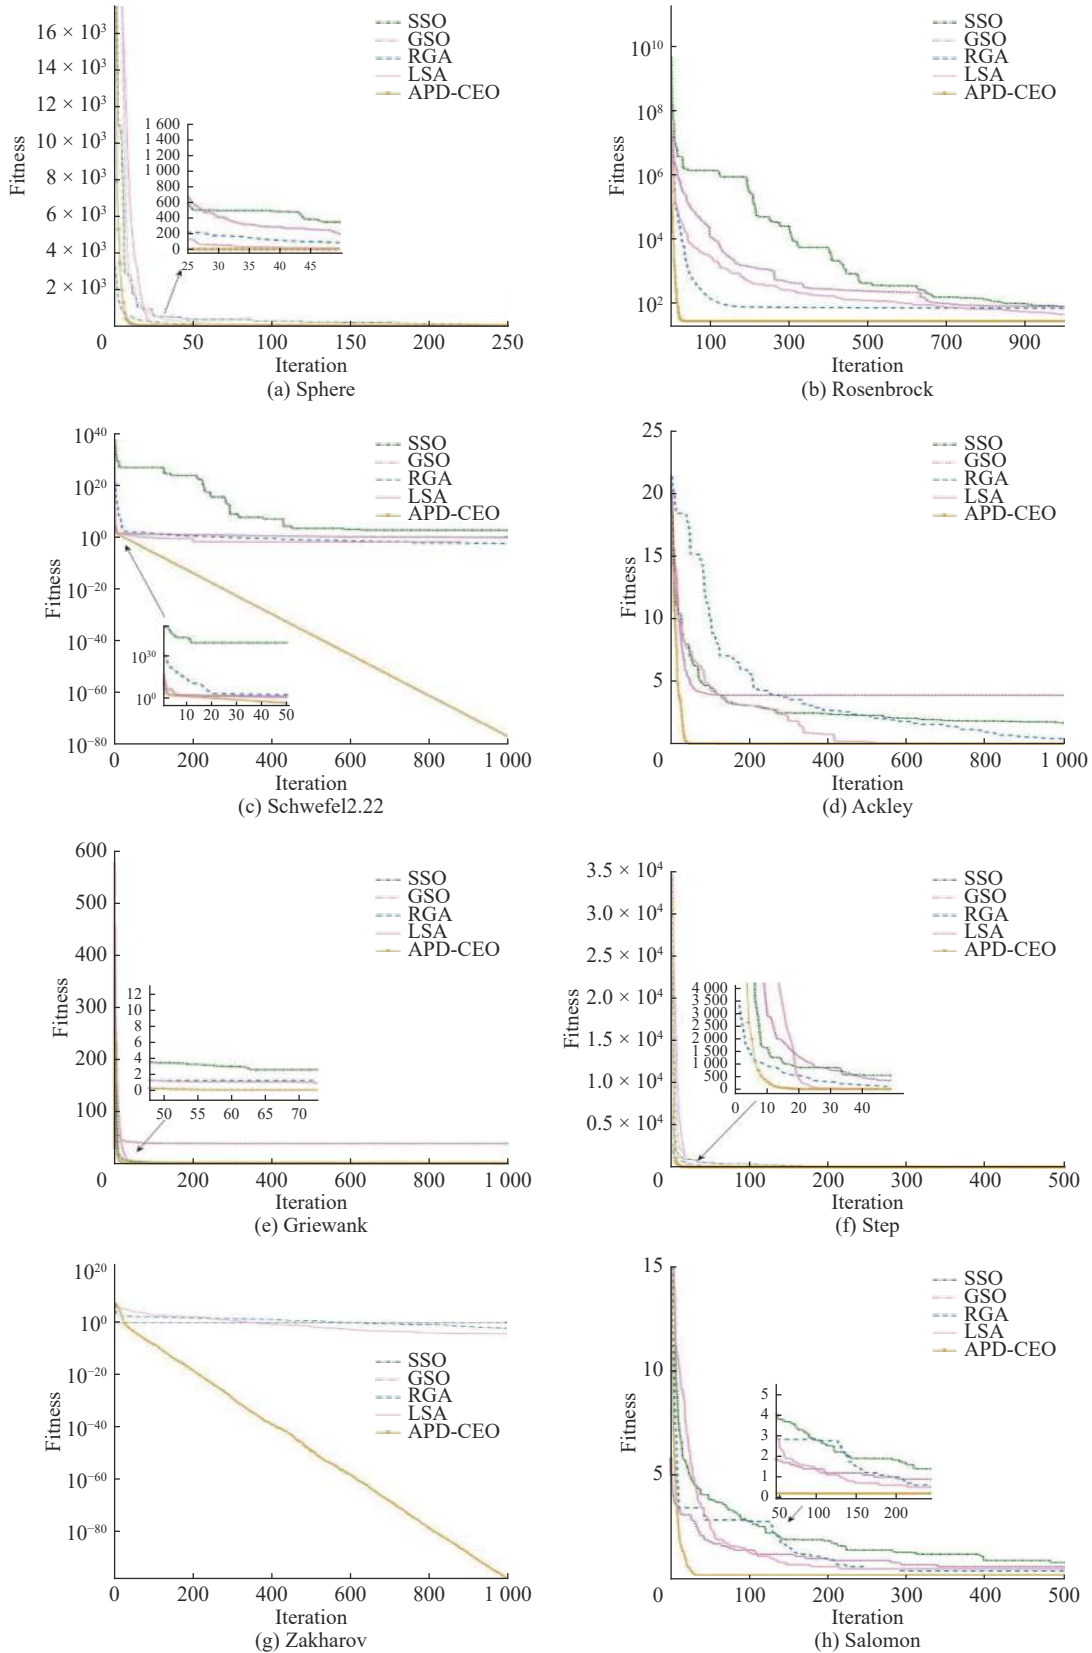 16 × 10³
14 × 10³
12 × 10³
10 × 10³
8 × 10³
6 × 10³
4 × 10³
2 × 10³
Fitness
SSO
GSO
RGA
LSA
APD-CEO
1 600
1 400
1 200
1 000
800
600
400
200
0
25 30 35 40 45
0 50 100 150 200 250
Iteration
(a) Sphere
10¹⁰
10⁸
10⁶
10⁴
10²
Fitness
SSO
GSO
RGA
LSA
APD-CEO
100 300 500 700 900
Iteration
(b) Rosenbrock
10⁴⁰
10²⁰
10⁰
10⁻²⁰
10⁻⁴⁰
10⁻⁶⁰
10⁻⁸⁰
Fitness
SSO
GSO
RGA
LSA
APD-CEO
10³⁰
10⁰
10 20 30 40 50
0 200 400 600 800 1 000
Iteration
(c) Schwefel2.22
25
20
15
10
5
0
Fitness
SSO
GSO
RGA
LSA
APD-CEO
200 400 600 800 1 000
Iteration
(d) Ackley
600
500
400
300
200
100
Fitness
SSO
GSO
RGA
LSA
APD-CEO
12
10
8
6
4
2
0
50 55 60 65 70
0 200 400 600 800 1 000
Iteration
(e) Griewank
3.5 × 10⁴
3.0 × 10⁴
2.5 × 10⁴
2.0 × 10⁴
1.5 × 10⁴
1.0 × 10⁴
0.5 × 10⁴
Fitness
SSO
GSO
RGA
LSA
APD-CEO
4 000
3 500
3 000
2 500
2 000
1 500
1 000
500
0
0 10 20 30 40
0 100 200 300 400 500
Iteration
(f) Step
10²⁰
10⁰
10⁻²⁰
10⁻⁴⁰
10⁻⁶⁰
10⁻⁸⁰
Fitness
SSO
GSO
RGA
LSA
APD-CEO
0 200 400 600 800 1 000
Iteration
(g) Zakharov
15
10
5
Fitness
SSO
GSO
RGA
LSA
APD-CEO
5
4
3
2
1
0
50 100 150 200
0 100 200 300 400 500
Iteration
(h) Salomon